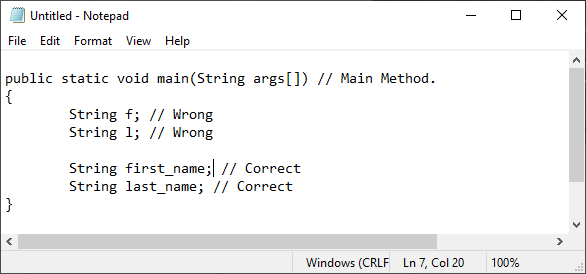 Untitled - Notepad
File Edit Format View Help
public static void main(String args[]) // Main Method.
{
String f; // Wrong
String l; // Wrong
String first_name; // Correct
String last_name; // Correct
}
Windows (CRLF Ln 7, Col 20 100%